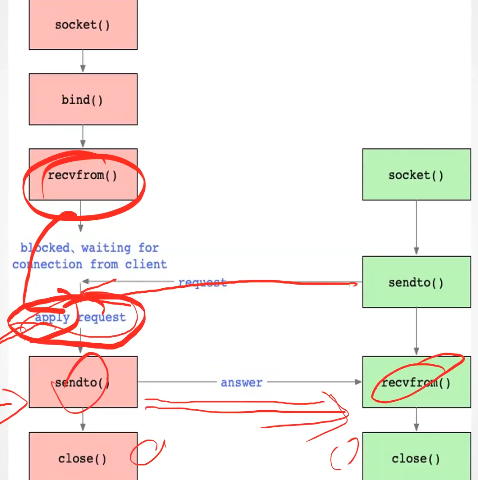 socket()
bind()
recvfrom()
socket()
blocked、waiting for
connection from client
request
sendto()
apply request
sendto()
answer
recvfrom()
close()
close()